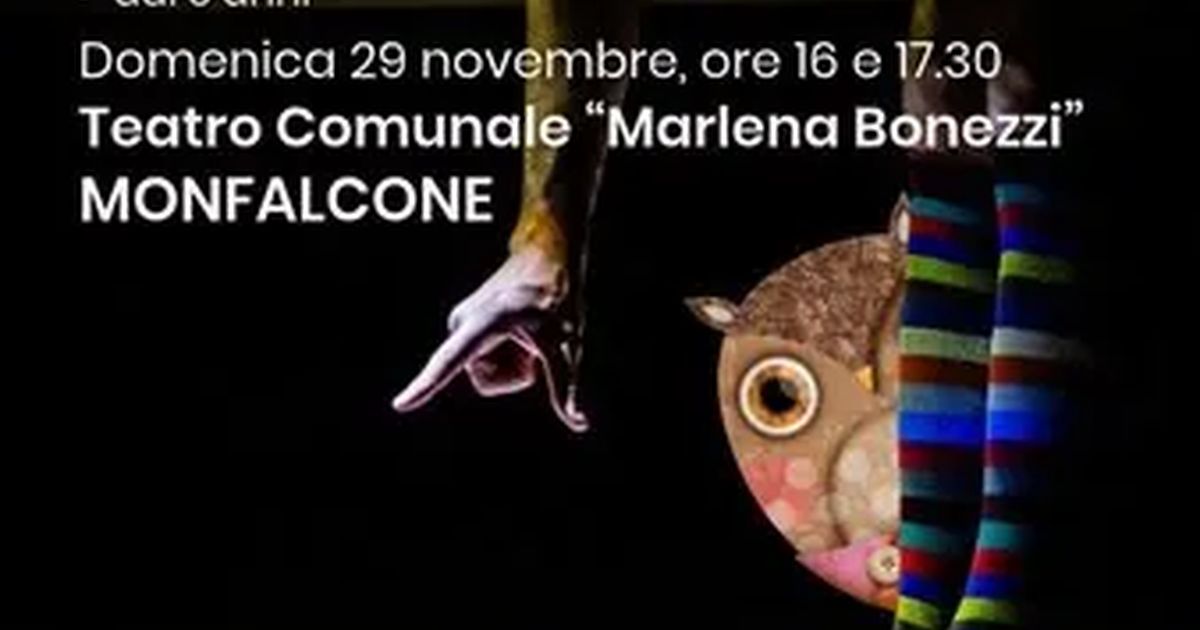 Domenica 29 novembre, ore 16 e 17.30
Teatro Comunale “Marlena Bonezzi”
MONFALCONE